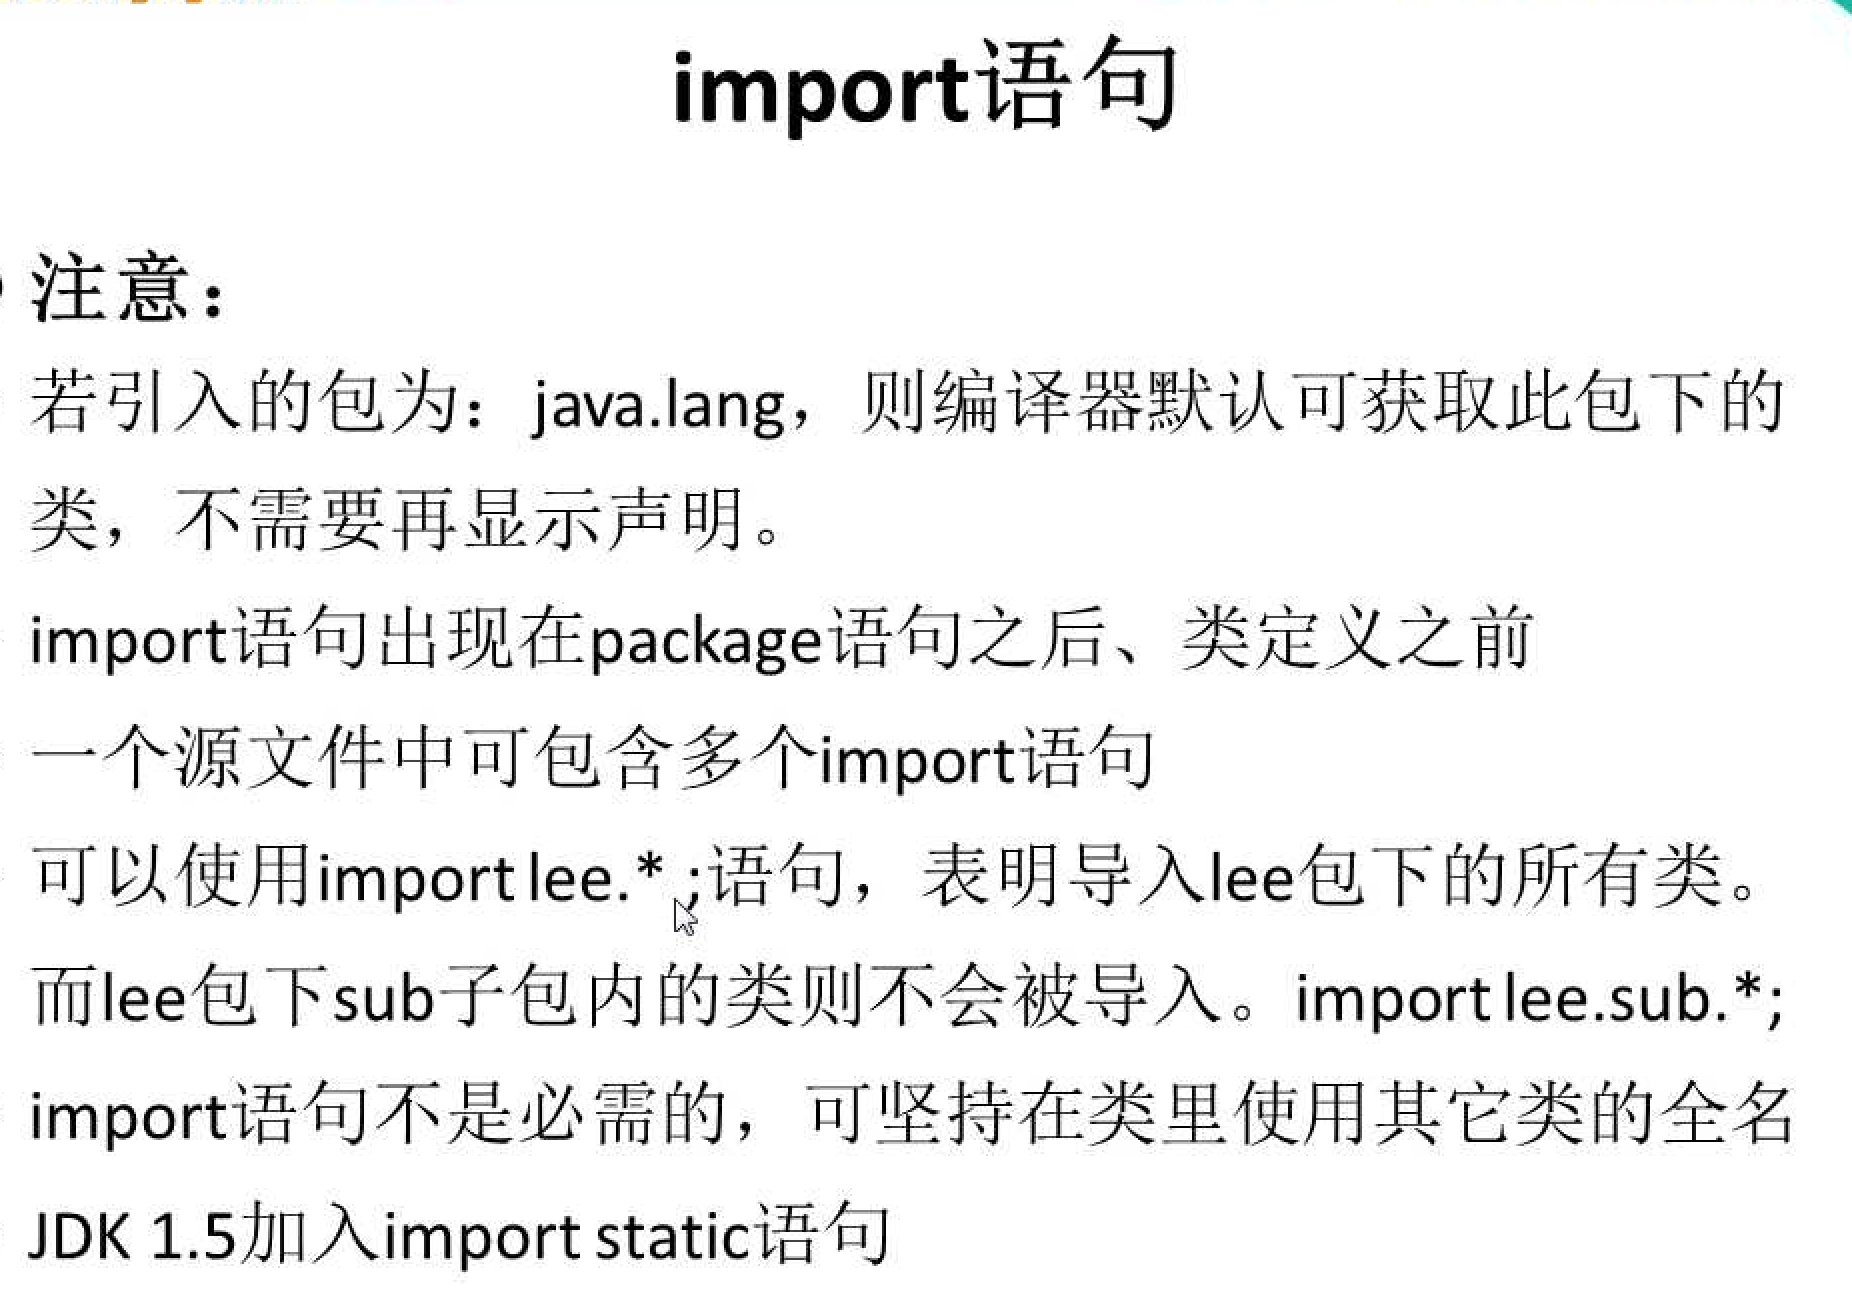 import语句
注意：
若引入的包为：java.lang，则编译器默认可获取此包下的
类，不需要再显示声明。
import语句出现在package语句之后、类定义之前
一个源文件中可包含多个import语句
可以使用import lee.* ;语句，表明导入lee包下的所有类。
而lee包下sub子包内的类则不会被导入。import lee.sub.*;
import语句不是必需的，可坚持在类里使用其它类的全名
JDK 1.5加入import static语句